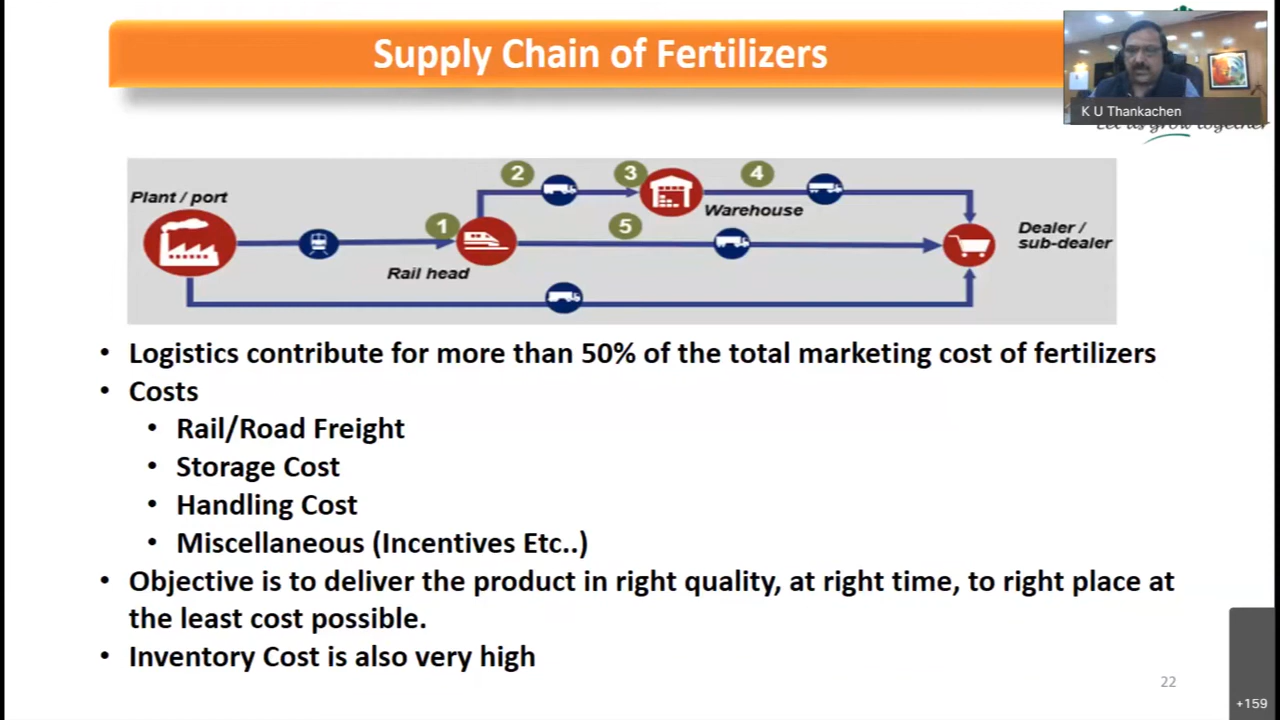 Supply Chain of Fertilizers
K U Thankachen
Let us grow together
Plant / port
1
Rail head
2
3
Warehouse
4
5
Dealer /
sub-dealer
• Logistics contribute for more than 50% of the total marketing cost of fertilizers
• Costs
• Rail/Road Freight
• Storage Cost
• Handling Cost
• Miscellaneous (Incentives Etc..)
• Objective is to deliver the product in right quality, at right time, to right place at
the least cost possible.
• Inventory Cost is also very high
22
+159